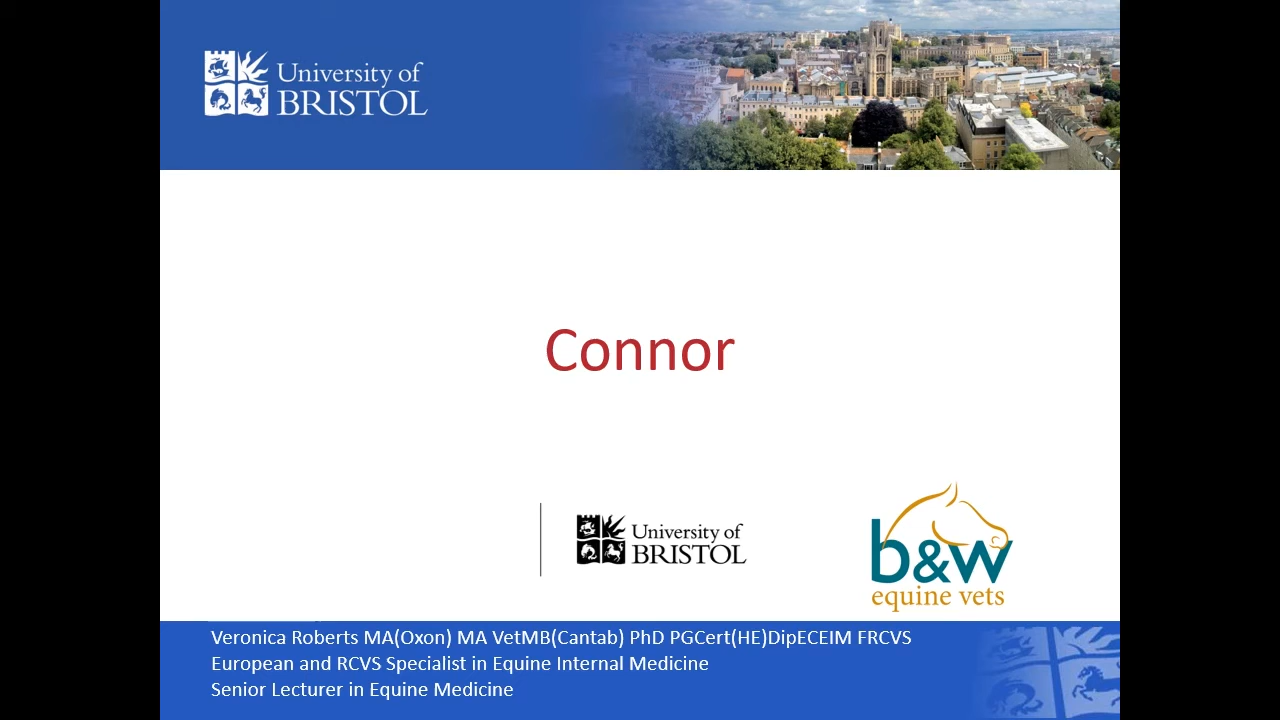 University of
BRISTOL
Connor
University of
BRISTOL
b&w
equine vets
Veronica Roberts MA(Oxon) MA VetMB(Cantab) PhD PGCert(HE)DipECEIM FRCVS
European and RCVS Specialist in Equine Internal Medicine
Senior Lecturer in Equine Medicine